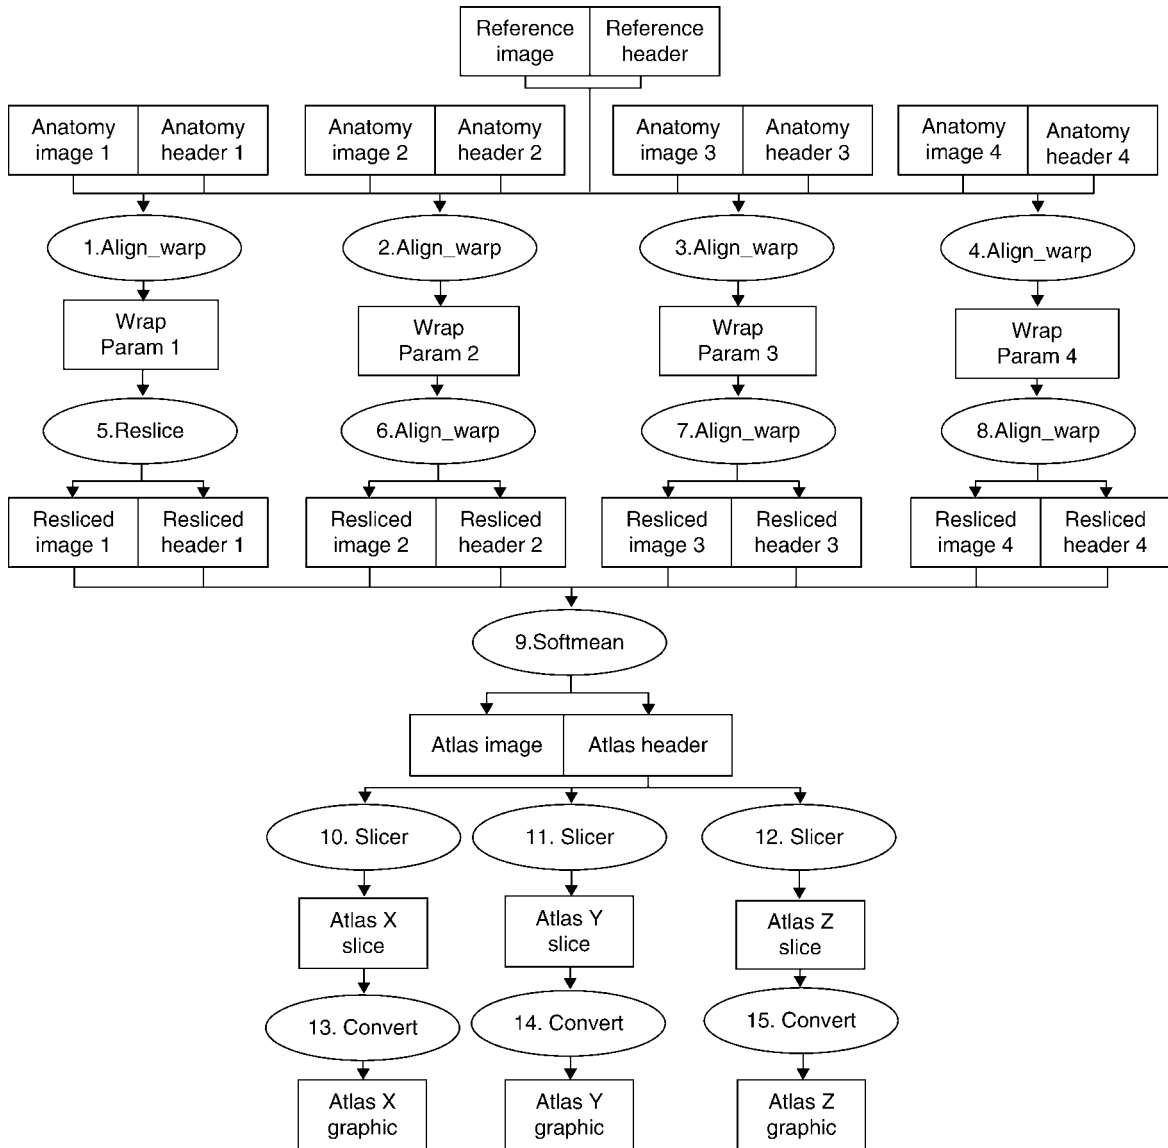 Reference
image
Reference
header
Anatomy
image 1
Anatomy
header 1
Anatomy
image 2
Anatomy
header 2
Anatomy
image 3
Anatomy
header 3
Anatomy
image 4
Anatomy
header 4
1.Align_warp
2.Align_warp
3.Align_warp
4.Align_warp
Wrap
Param 1
Wrap
Param 2
Wrap
Param 3
Wrap
Param 4
5.Reslice
6.Align_warp
7.Align_warp
8.Align_warp
Resliced
image 1
Resliced
header 1
Resliced
image 2
Resliced
header 2
Resliced
image 3
Resliced
header 3
Resliced
image 4
Resliced
header 4
9.Softmean
Atlas image
Atlas header
10. Slicer
11. Slicer
12. Slicer
Atlas X
slice
Atlas Y
slice
Atlas Z
slice
13. Convert
14. Convert
15. Convert
Atlas X
graphic
Atlas Y
graphic
Atlas Z
graphic